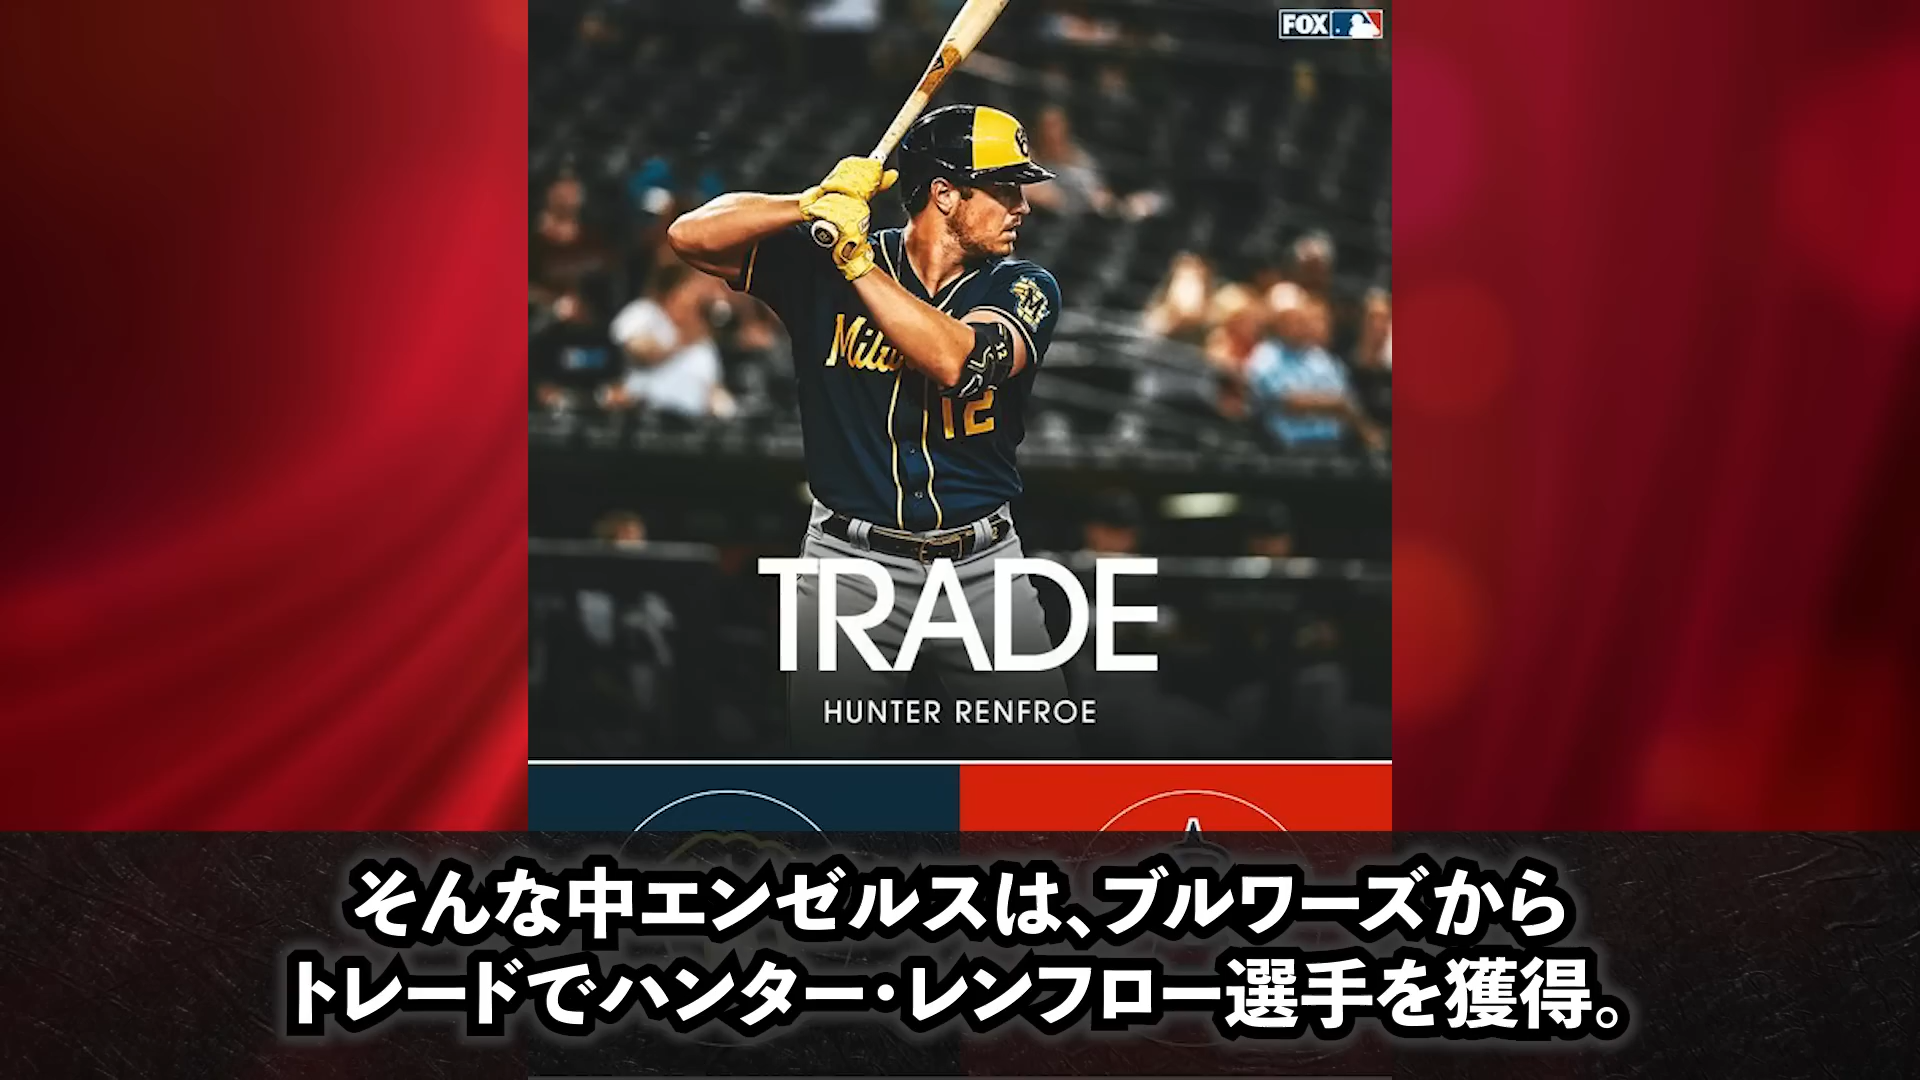 FOX
Milw
12
TRADE
HUNTER RENFROE
そんな中エンゼルスは、ブルワーズから
トレードでハンター・レンフロー選手を獲得。